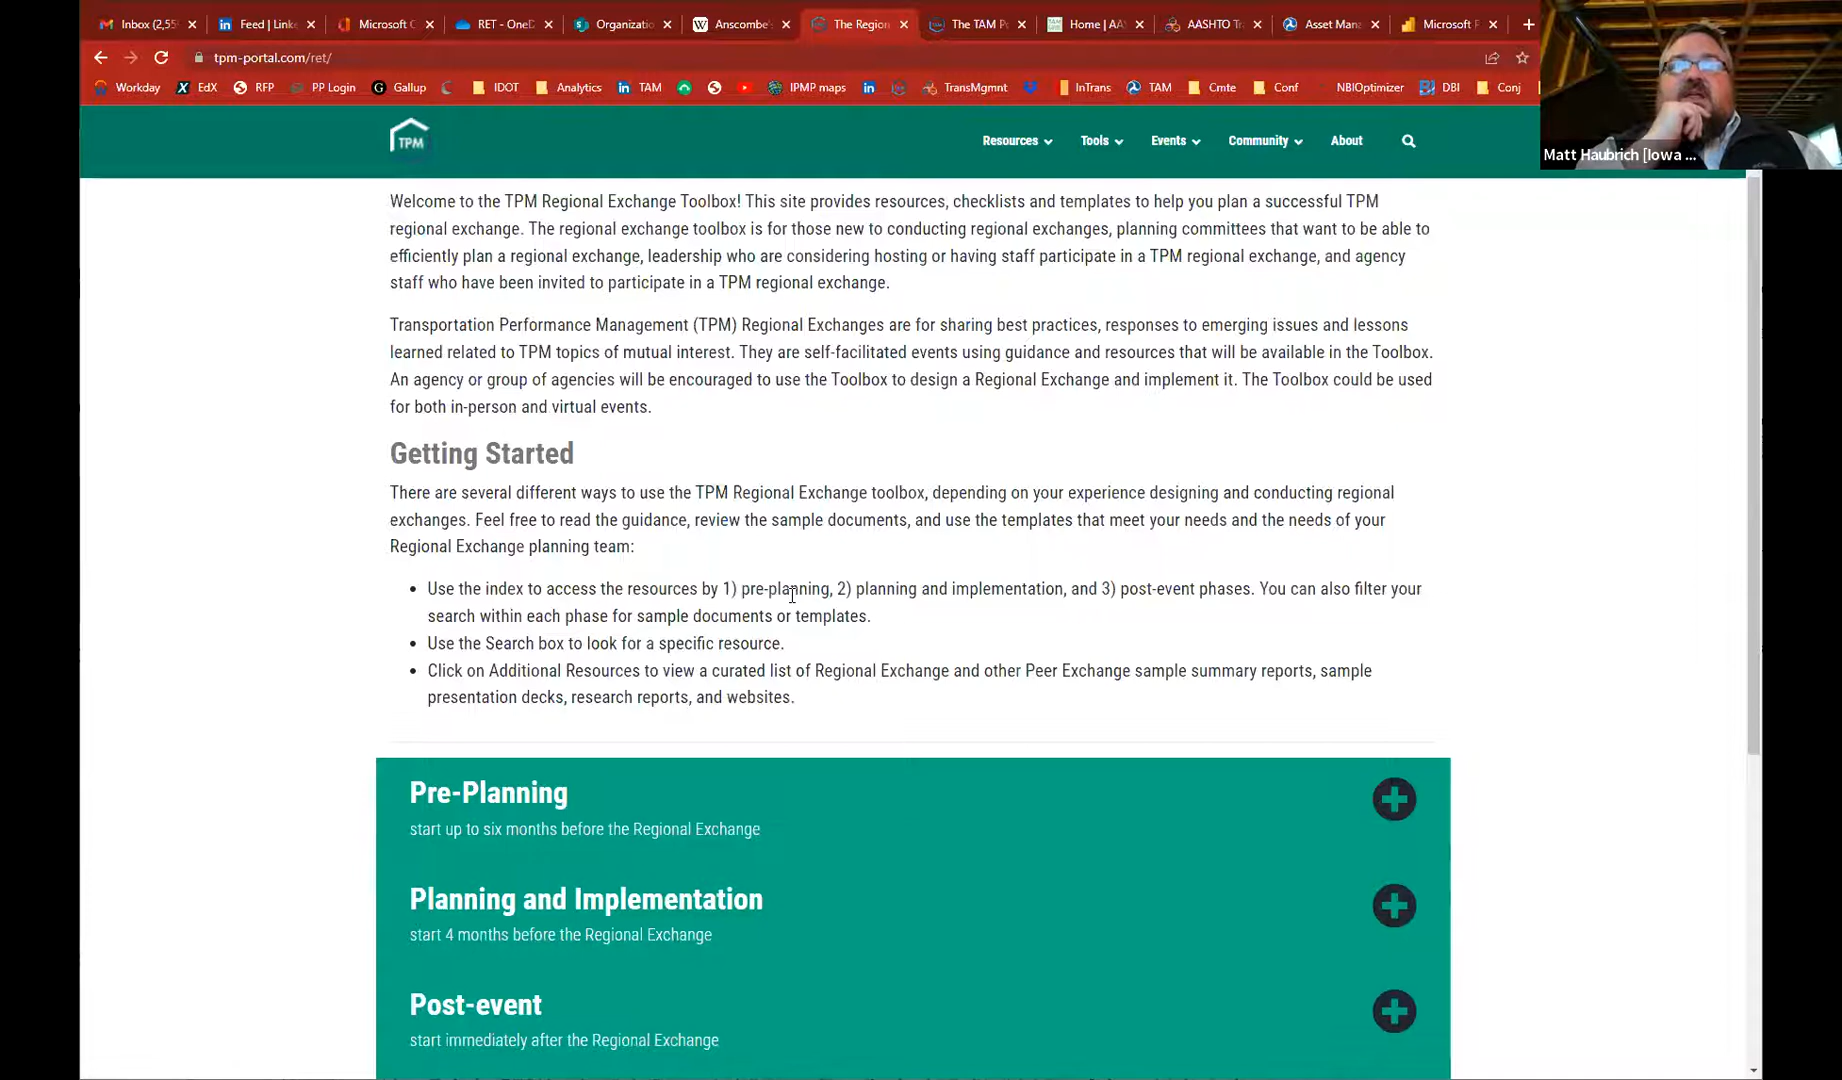 Inbox (2,55 Feed | Linke Microsoft O RET - OneD Organizatio Anscombe' The Region The TAM Po Home | AA AASHTO Tr Asset Mana Microsoft P
tpm-portal.com/ret/
Workday EdX RFP PP Login Gallup IDOT Analytics TAM IPMP maps TransMgmnt InTrans TAM Cmte Conf NBIOptimizer DBI Conj
Matt Haubrich [Iowa ...
TPM Resources Tools Events Community About
Welcome to the TPM Regional Exchange Toolbox! This site provides resources, checklists and templates to help you plan a successful TPM
regional exchange. The regional exchange toolbox is for those new to conducting regional exchanges, planning committees that want to be able to
efficiently plan a regional exchange, leadership who are considering hosting or having staff participate in a TPM regional exchange, and agency
staff who have been invited to participate in a TPM regional exchange.
Transportation Performance Management (TPM) Regional Exchanges are for sharing best practices, responses to emerging issues and lessons
learned related to TPM topics of mutual interest. They are self-facilitated events using guidance and resources that will be available in the Toolbox.
An agency or group of agencies will be encouraged to use the Toolbox to design a Regional Exchange and implement it. The Toolbox could be used
for both in-person and virtual events.
Getting Started
There are several different ways to use the TPM Regional Exchange toolbox, depending on your experience designing and conducting regional
exchanges. Feel free to read the guidance, review the sample documents, and use the templates that meet your needs and the needs of your
Regional Exchange planning team:
• Use the index to access the resources by 1) pre-planning, 2) planning and implementation, and 3) post-event phases. You can also filter your
search within each phase for sample documents or templates.
• Use the Search box to look for a specific resource.
• Click on Additional Resources to view a curated list of Regional Exchange and other Peer Exchange sample summary reports, sample
presentation decks, research reports, and websites.
Pre-Planning
start up to six months before the Regional Exchange
Planning and Implementation
start 4 months before the Regional Exchange
Post-event
start immediately after the Regional Exchange